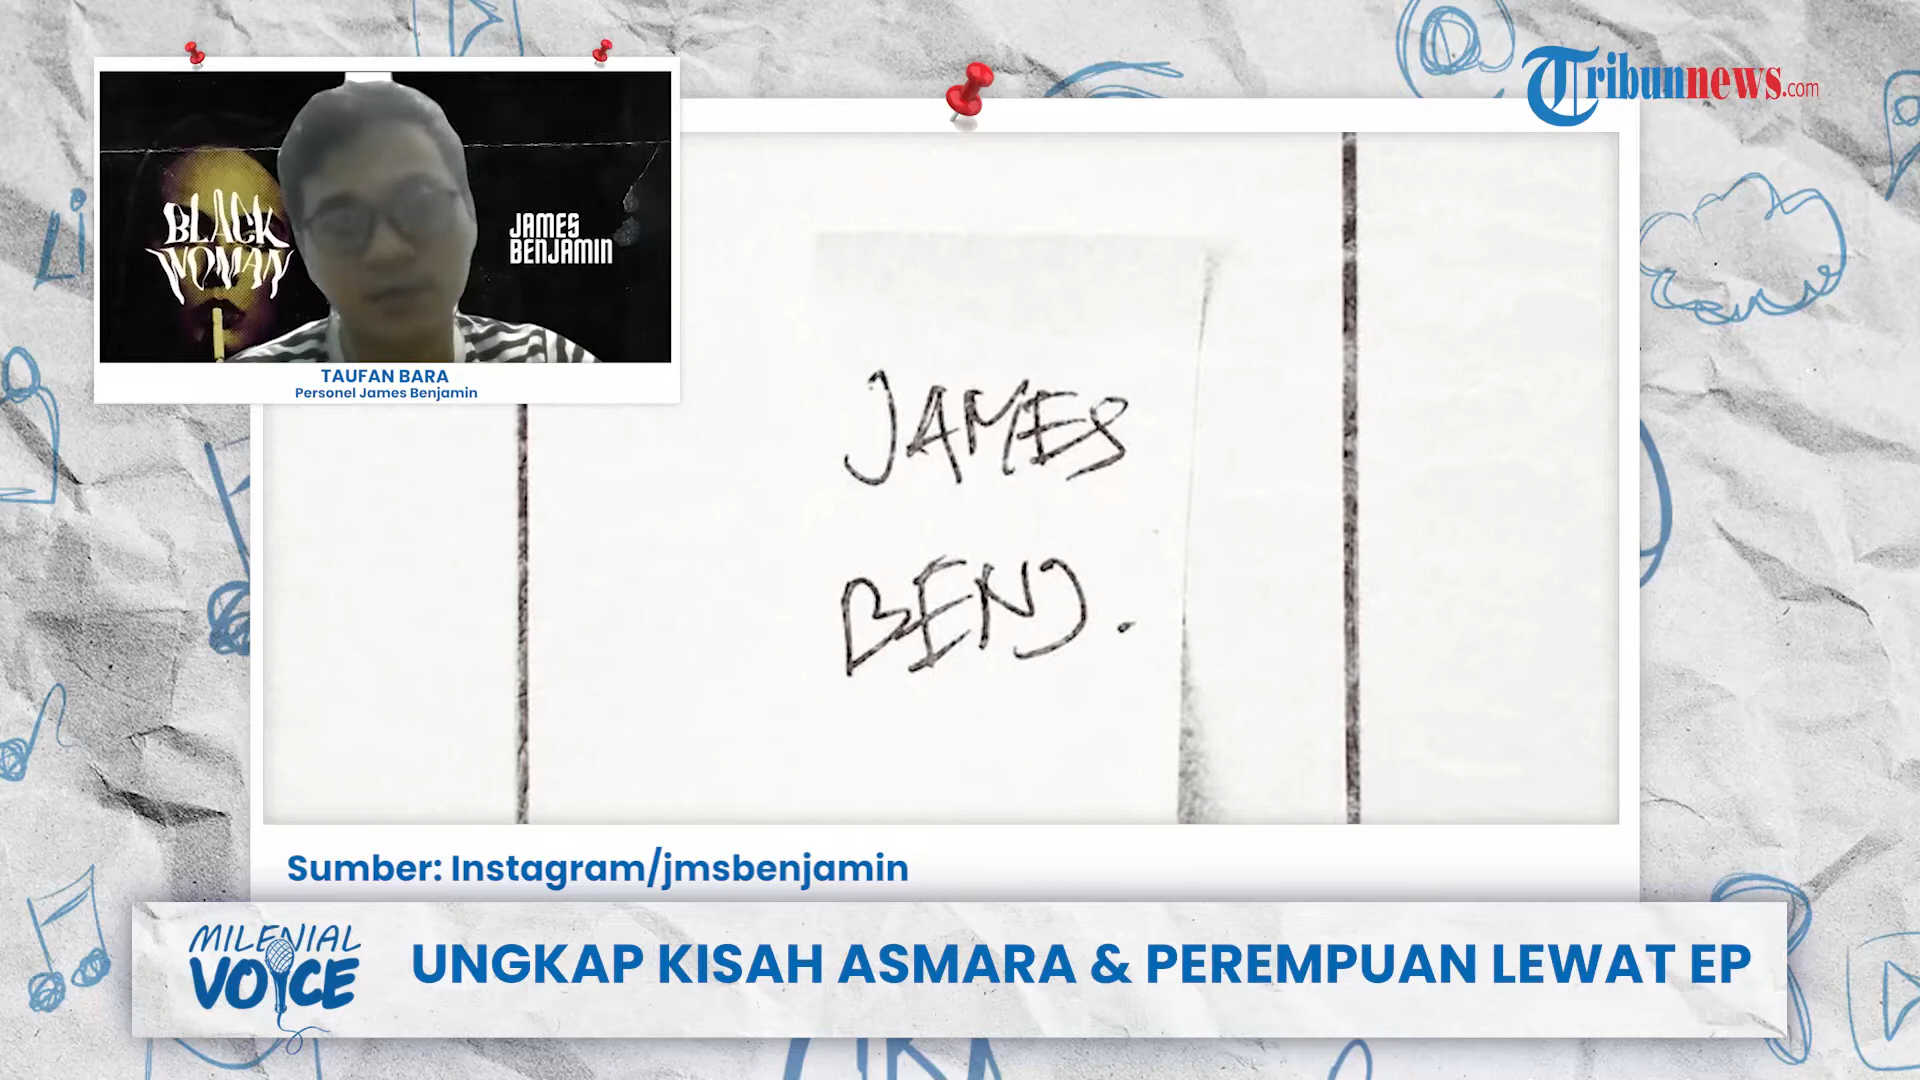 Tribunnews.com
BLACK
WOMAN
JAMES
BENJAMIN
TAUFAN BARA
Personel James Benjamin
JAMES
BENJ.
Sumber: Instagram/jmsbenjamin
MILENIAL
VOICE
UNGKAP KISAH ASMARA & PEREMPUAN LEWAT EP